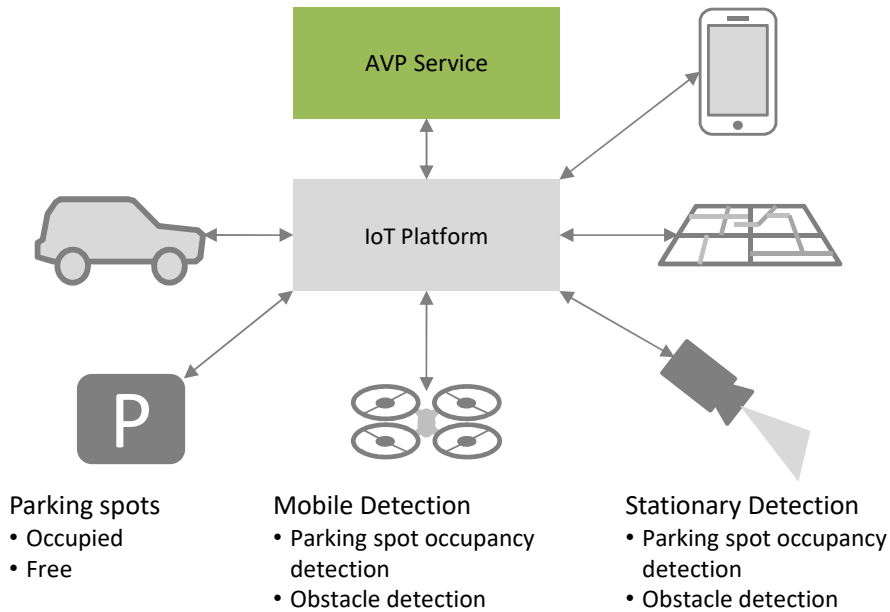 AVP Service
IoT Platform
P
Parking spots
• Occupied
• Free
Mobile Detection
• Parking spot occupancy
detection
• Obstacle detection
Stationary Detection
• Parking spot occupancy
detection
• Obstacle detection